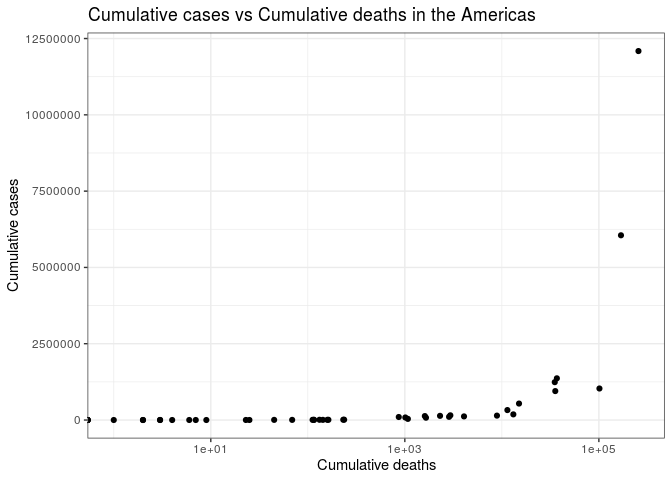 Cumulative cases vs Cumulative deaths in the Americas
12500000
10000000
7500000
5000000
2500000
0
Cumulative cases
1e+01
1e+03
1e+05
Cumulative deaths